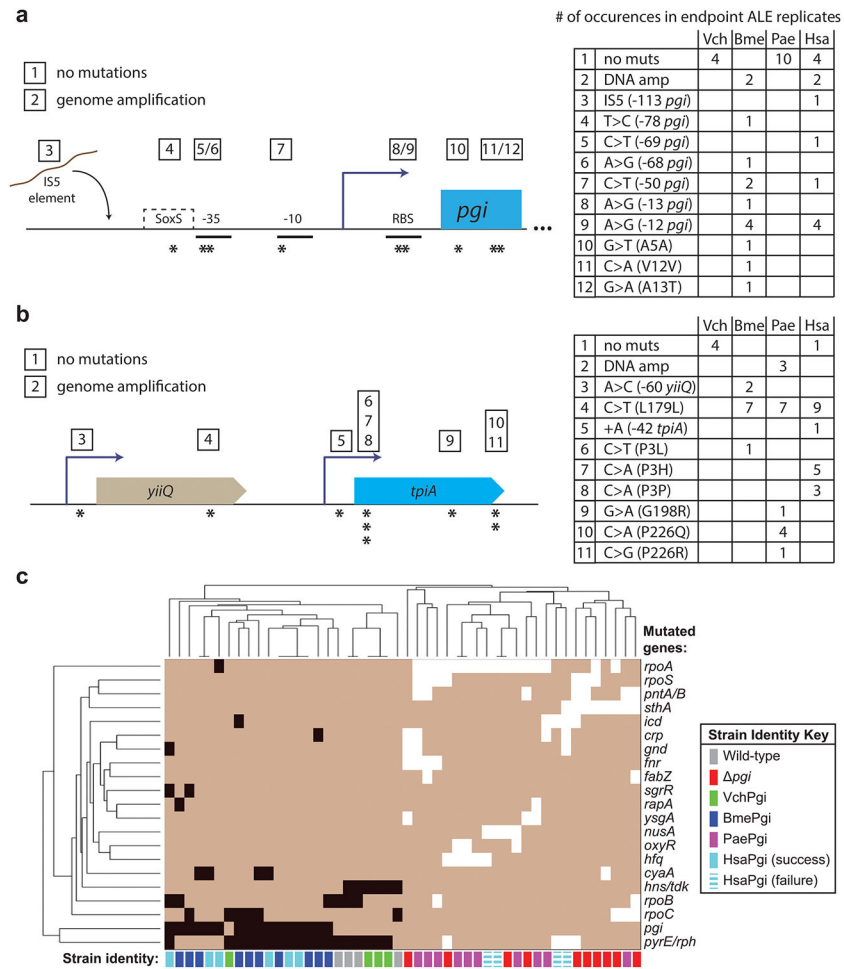 a
# of occurences in endpoint ALE replicates
Vch Bme Pae Hsa
1 no muts 4 10 4
2 DNA amp 2 2
3 IS5 (-113 pgi) 1
4 T>C (-78 pgi) 1
5 C>T (-69 pgi) 1
6 A>G (-68 pgi) 1
7 C>T (-50 pgi) 2 1
8 A>G (-13 pgi) 1
9 A>G (-12 pgi) 4 4
10 G>T (A5A) 1
11 C>A (V12V) 1
12 G>A (A13T) 1
1 no mutations
2 genome amplification
3 4 5/6 7 8/9 10 11/12
IS5 element
SoxS -35 -10 RBS pgi ...
* ** * ** * **
b
Vch Bme Pae Hsa
1 no muts 4 1
2 DNA amp 3
3 A>C (-60 yiiQ) 2
4 C>T (L179L) 7 7 9
5 +A (-42 tpiA) 1
6 C>T (P3L) 1
7 C>A (P3H) 5
8 C>A (P3P) 3
9 G>A (G198R) 1
10 C>A (P226Q) 4
11 C>G (P226R) 1
1 no mutations
2 genome amplification
3 4 5 6 7 8 9 10 11
yiiQ tpiA
* * * * * * * * *
c
Mutated genes:
rpoA
rpoS
pntA/B
sthA
icd
crp
gnd
fnr
fabZ
sgrR
rapA
ysgA
nusA
oxyR
hfq
cyaA
hns/tdk
rpoB
rpoC
pgi
pyrE/rph
Strain identity:
Strain Identity Key
Wild-type
Δpgi
VchPgi
BmePgi
PaePgi
HsaPgi (success)
HsaPgi (failure)